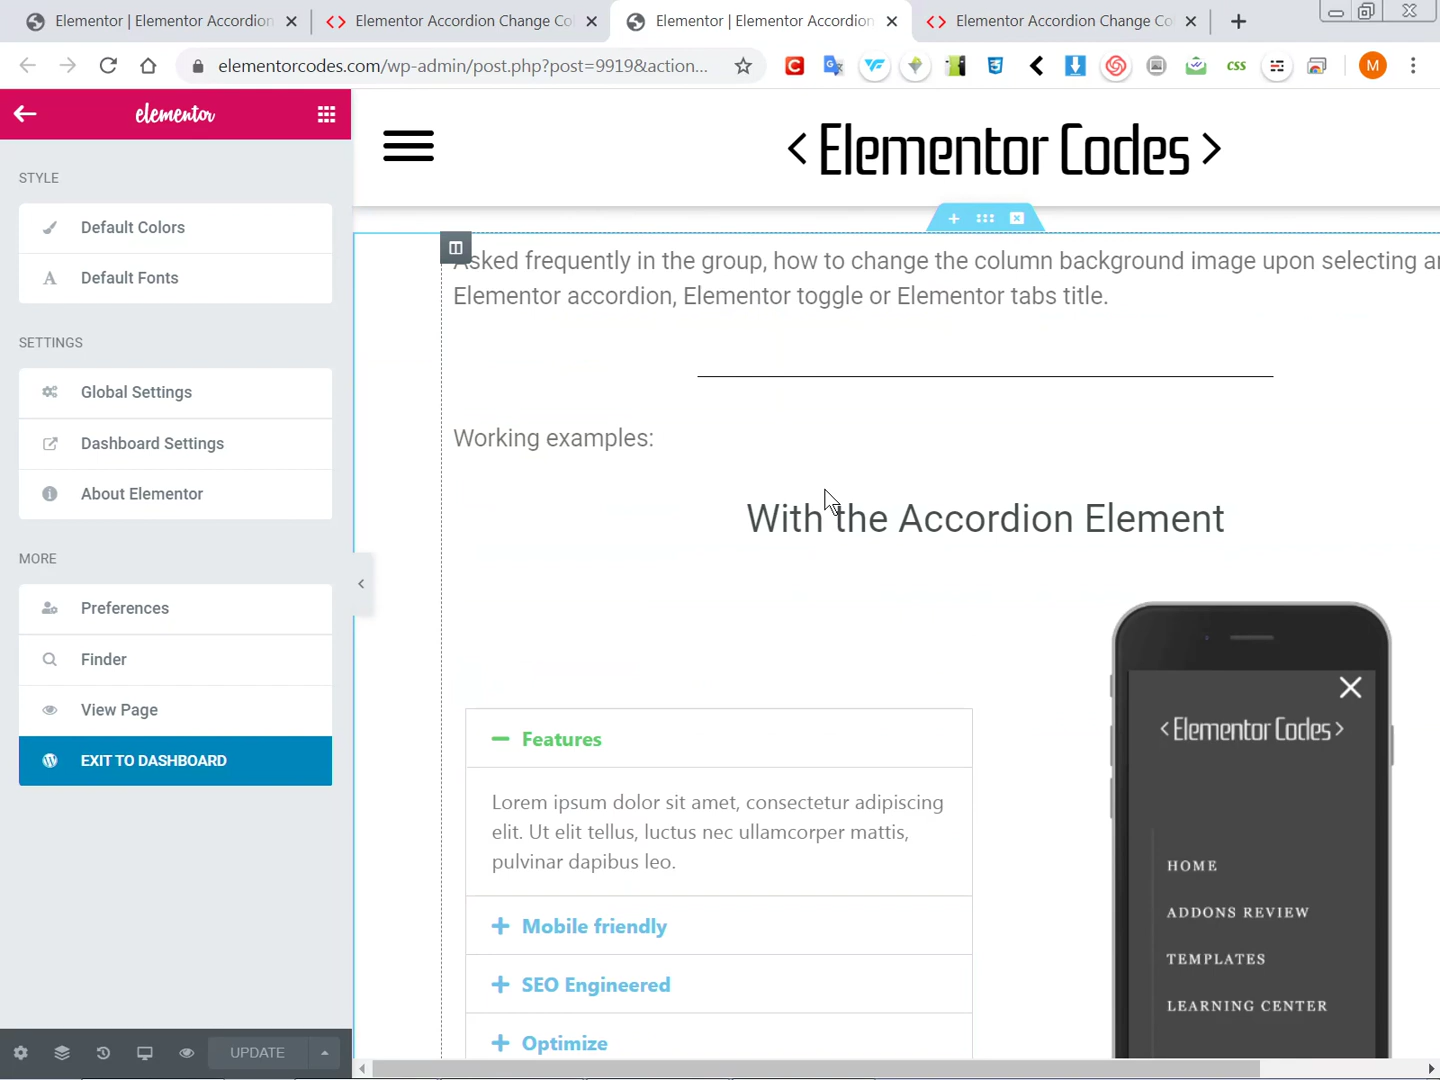 Elementor | Elementor Accordion
Elementor Accordion Change Co
Elementor | Elementor Accordion
Elementor Accordion Change Co
elementorcodes.com/wp-admin/post.php?post=9919&action...
css
M
elementor
STYLE
Default Colors
Default Fonts
SETTINGS
Global Settings
Dashboard Settings
About Elementor
MORE
Preferences
Finder
View Page
EXIT TO DASHBOARD
UPDATE
<Elementor Codes>
Asked frequently in the group, how to change the column background image upon selecting a
Elementor accordion, Elementor toggle or Elementor tabs title.
Working examples:
With the Accordion Element
Features
Lorem ipsum dolor sit amet, consectetur adipiscing
elit. Ut elit tellus, luctus nec ullamcorper mattis,
pulvinar dapibus leo.
Mobile friendly
SEO Engineered
Optimize
<Elementor Codes>
HOME
ADDONS REVIEW
TEMPLATES
LEARNING CENTER